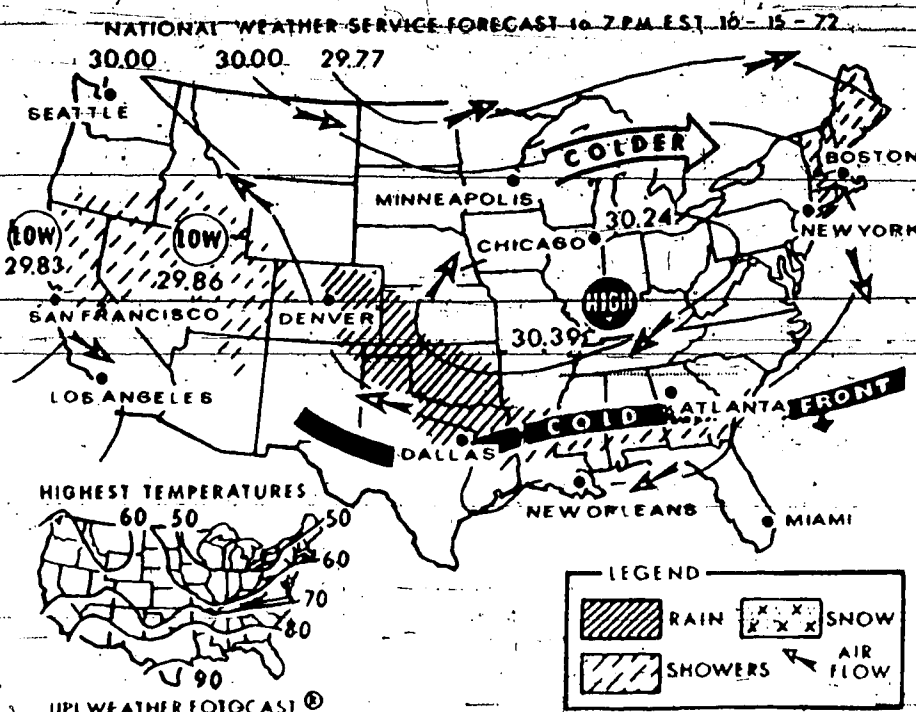 NATIONAL WEATHER SERVICE FORECAST to 7 PM EST 10 - 15 - 72
30.00 30.00 29.77
SEATTLE
COLDER
BOSTON
MINNEAPOLIS
30.24
NEW YORK
LOW
29.83
LOW
29.86
CHICAGO
SAN FRANCISCO
DENVER
HIGH
30.39
LOS ANGELES
ATLANTA
COLD FRONT
DALLAS
NEW ORLEANS
MIAMI
HIGHEST TEMPERATURES
60 50 50
60
70
80
90
UPI WEATHER FOTOCAST ®
LEGEND
RAIN
SNOW
SHOWERS
AIR
FLOW